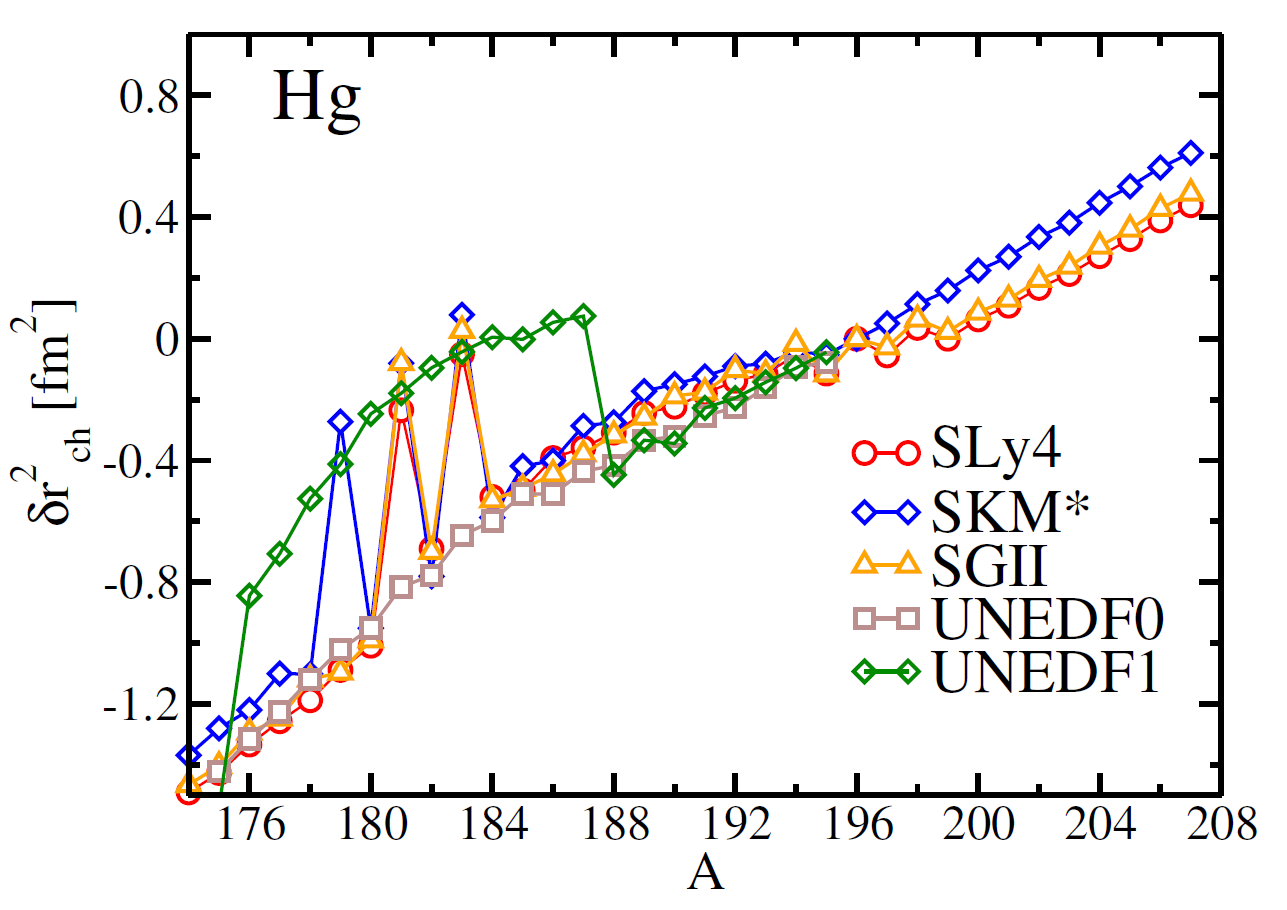 Hg
0.8
0.4
0
-0.4
-0.8
-1.2
δr²ch [fm²]
SLy4
SKM*
SGII
UNEDF0
UNEDF1
176 180 184 188 192 196 200 204 208
A